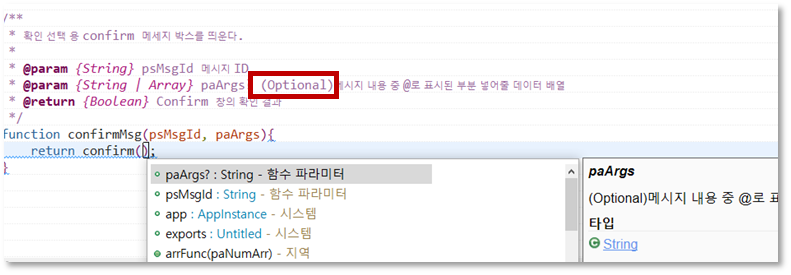 /**
* 확인 선택 용 confirm 메세지 박스를 띄운다.
*
* @param {String} psMsgId 메시지 ID
* @param {String | Array} paArgs (Optional)메시지 내용 중 @로 표시된 부분 넣어줄 데이터 배열
* @return {Boolean} Confirm 창의 확인 결과
*/
function confirmMsg(psMsgId, paArgs){
return confirm();
}
paArgs? : String - 함수 파라미터
psMsgId : String - 함수 파라미터
app : AppInstance - 시스템
exports : Untitled - 시스템
arrFunc(paNumArr) - 지역
paArgs
(Optional)메시지 내용 중 @로 표
타입
String